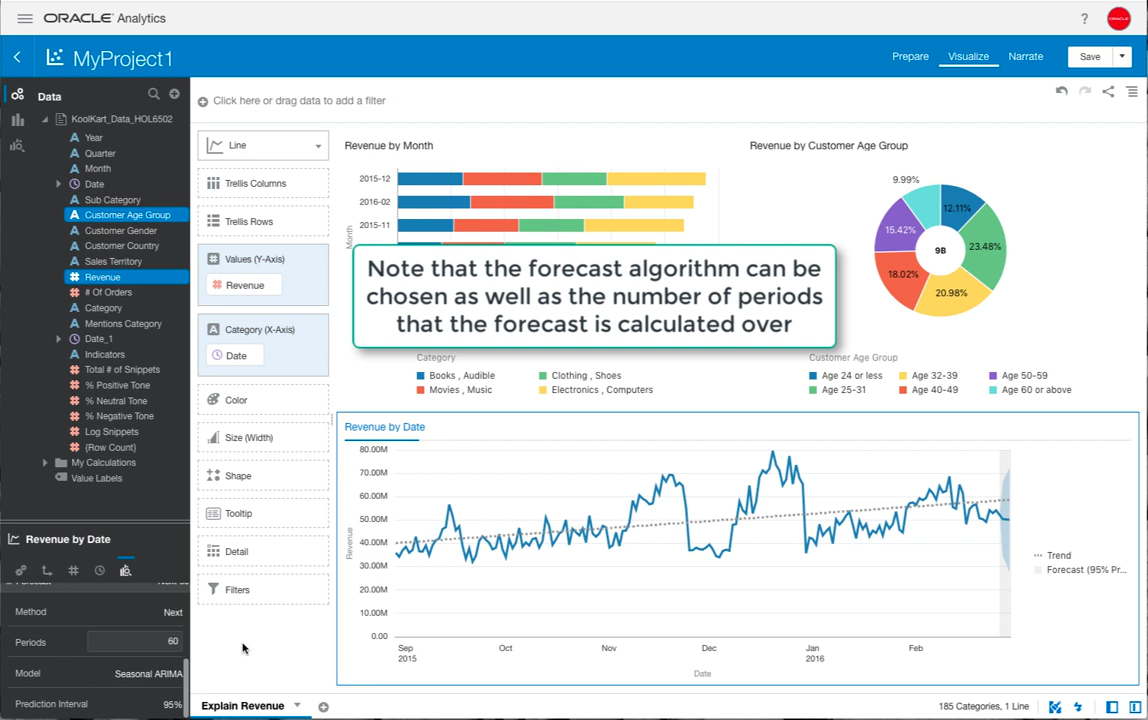 ORACLE Analytics
?
ORACLE
MyProject1
Prepare
Visualize
Narrate
Save
Data
KoolKart_Data_HOL6502
Year
Quarter
Month
Date
Sub Category
Customer Age Group
Customer Gender
Customer Country
Sales Territory
Revenue
# Of Orders
Category
Mentions Category
Date_1
Indicators
Total # of Snippets
% Positive Tone
% Neutral Tone
% Negative Tone
Log Snippets
{Row Count}
My Calculations
Value Labels
Revenue by Date
Method
Next
Periods
60
Model
Seasonal ARIMA
Prediction Interval
95%
Click here or drag data to add a filter
Line
Trellis Columns
Trellis Rows
Values (Y-Axis)
Revenue
Category (X-Axis)
Date
Color
Size (Width)
Shape
Tooltip
Detail
Filters
Revenue by Month
2015-12
2016-02
2015-11
Month
Note that the forecast algorithm can be
chosen as well as the number of periods
that the forecast is calculated over
Category
Books , Audible
Clothing , Shoes
Movies , Music
Electronics , Computers
Revenue by Customer Age Group
9.99%
12.11%
15.42%
23.48%
9B
18.02%
20.98%
Customer Age Group
Age 24 or less
Age 32-39
Age 50-59
Age 25-31
Age 40-49
Age 60 or above
Revenue by Date
80.00M
70.00M
60.00M
50.00M
40.00M
30.00M
20.00M
10.00M
0.00
Revenue
Sep
2015
Oct
Nov
Dec
Jan
2016
Feb
Date
Trend
Forecast (95% Pr...
Explain Revenue
185 Categories, 1 Line